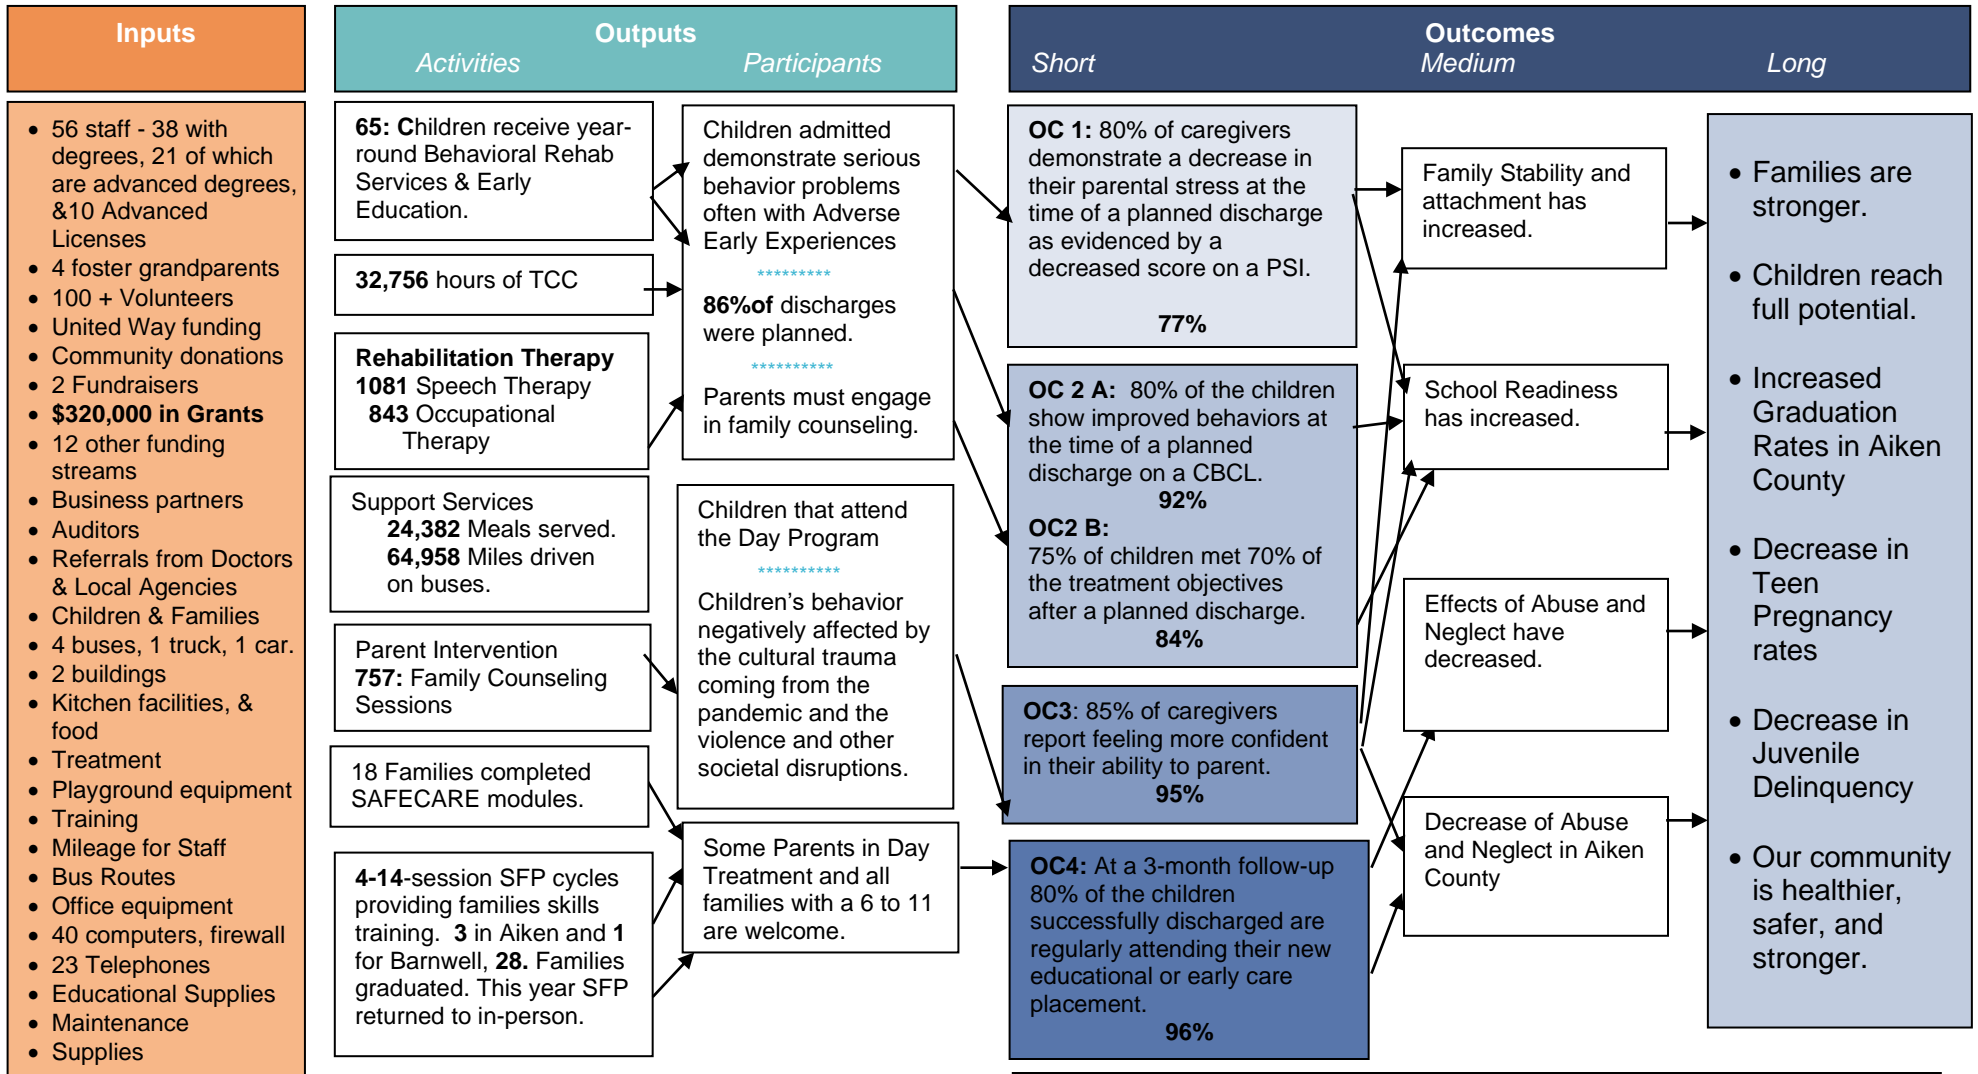 Inputs
• 56 staff - 38 with
degrees, 21 of which
are advanced degrees,
&10 Advanced
Licenses
• 4 foster grandparents
• 100 + Volunteers
• United Way funding
• Community donations
• 2 Fundraisers
• $320,000 in Grants
• 12 other funding
streams
• Business partners
• Auditors
• Referrals from Doctors
& Local Agencies
• Children & Families
• 4 buses, 1 truck, 1 car.
• 2 buildings
• Kitchen facilities, &
food
• Treatment
• Playground equipment
• Training
• Mileage for Staff
• Bus Routes
• Office equipment
• 40 computers, firewall
• 23 Telephones
• Educational Supplies
• Maintenance
• Supplies
Outputs
Activities
Participants
65: Children receive year-
round Behavioral Rehab
Services & Early
Education.
32,756 hours of TCC
Rehabilitation Therapy
1081 Speech Therapy
843 Occupational
Therapy
Support Services
24,382 Meals served.
64,958 Miles driven
on buses.
Parent Intervention
757: Family Counseling
Sessions
18 Families completed
SAFECARE modules.
4-14-session SFP cycles
providing families skills
training. 3 in Aiken and 1
for Barnwell, 28. Families
graduated. This year SFP
returned to in-person.
Children admitted
demonstrate serious
behavior problems
often with Adverse
Early Experiences
*********
86%of discharges
were planned.
**********
Parents must engage
in family counseling.
Children that attend
the Day Program
**********
Children’s behavior
negatively affected by
the cultural trauma
coming from the
pandemic and the
violence and other
societal disruptions.
Some Parents in Day
Treatment and all
families with a 6 to 11
are welcome.
Outcomes
Short
Medium
Long
OC 1: 80% of caregivers
demonstrate a decrease in
their parental stress at the
time of a planned discharge
as evidenced by a
decreased score on a PSI.
77%
OC 2 A: 80% of the children
show improved behaviors at
the time of a planned
discharge on a CBCL.
92%
OC2 B:
75% of children met 70% of
the treatment objectives
after a planned discharge.
84%
OC3: 85% of caregivers
report feeling more confident
in their ability to parent.
95%
OC4: At a 3-month follow-up
80% of the children
successfully discharged are
regularly attending their new
educational or early care
placement.
96%
Family Stability and
attachment has
increased.
School Readiness
has increased.
Effects of Abuse and
Neglect have
decreased.
Decrease of Abuse
and Neglect in Aiken
County
• Families are
stronger.
• Children reach
full potential.
• Increased
Graduation
Rates in Aiken
County
• Decrease in
Teen
Pregnancy
rates
• Decrease in
Juvenile
Delinquency
• Our community
is healthier,
safer, and
stronger.